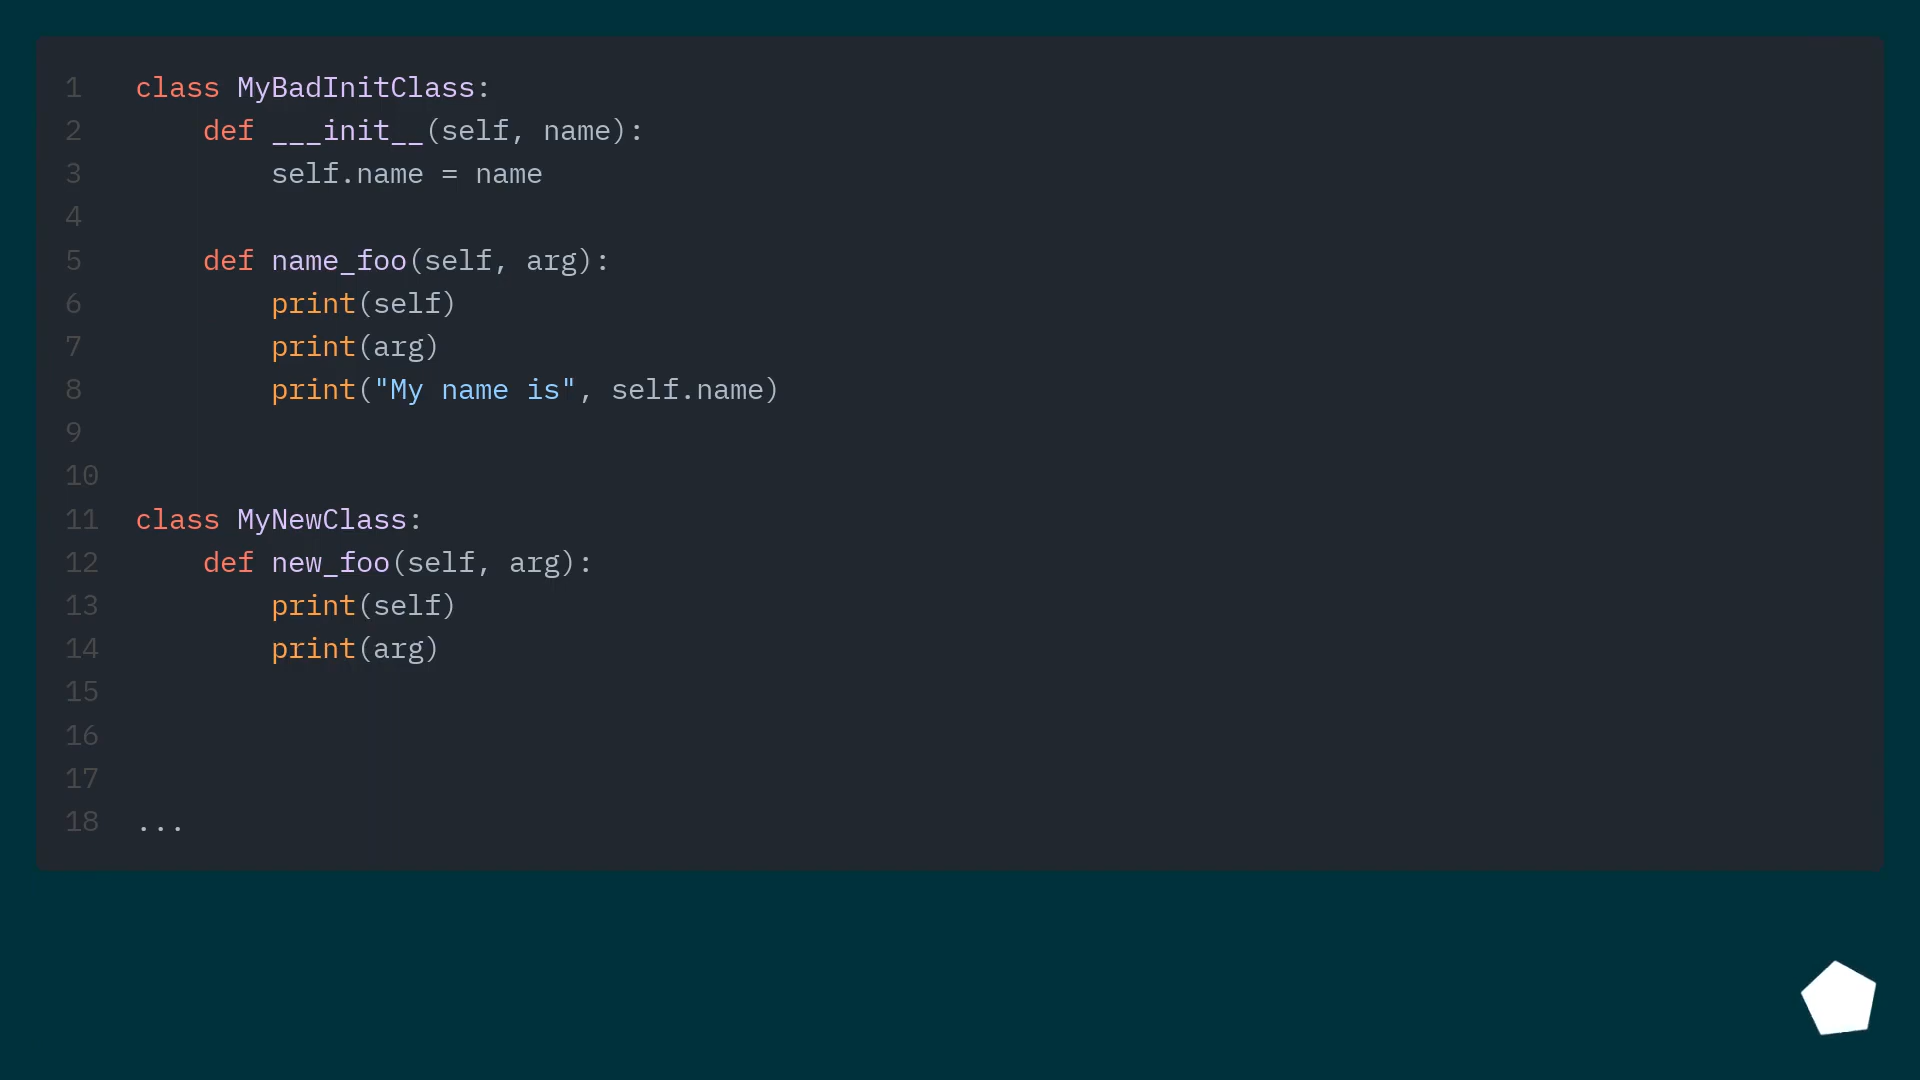 1 class MyBadInitClass:
2     def ___init__(self, name):
3         self.name = name
4
5     def name_foo(self, arg):
6         print(self)
7         print(arg)
8         print("My name is", self.name)
9
10
11 class MyNewClass:
12     def new_foo(self, arg):
13         print(self)
14         print(arg)
15
16
17
18 ...